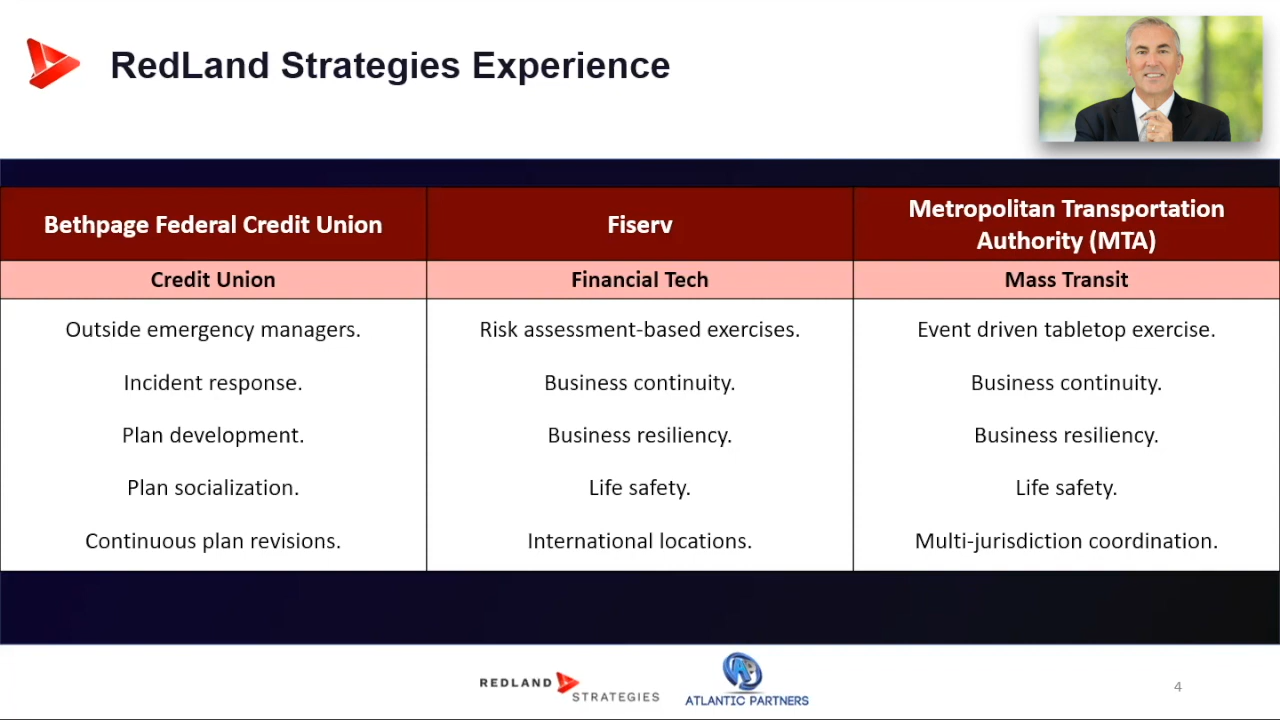 RedLand Strategies Experience
Bethpage Federal Credit Union
Fiserv
Metropolitan Transportation
Authority (MTA)
Credit Union
Financial Tech
Mass Transit
Outside emergency managers.
Risk assessment-based exercises.
Event driven tabletop exercise.
Incident response.
Business continuity.
Business continuity.
Plan development.
Business resiliency.
Business resiliency.
Plan socialization.
Life safety.
Life safety.
Continuous plan revisions.
International locations.
Multi-jurisdiction coordination.
REDLAND
STRATEGIES
ATLANTIC PARTNERS
4